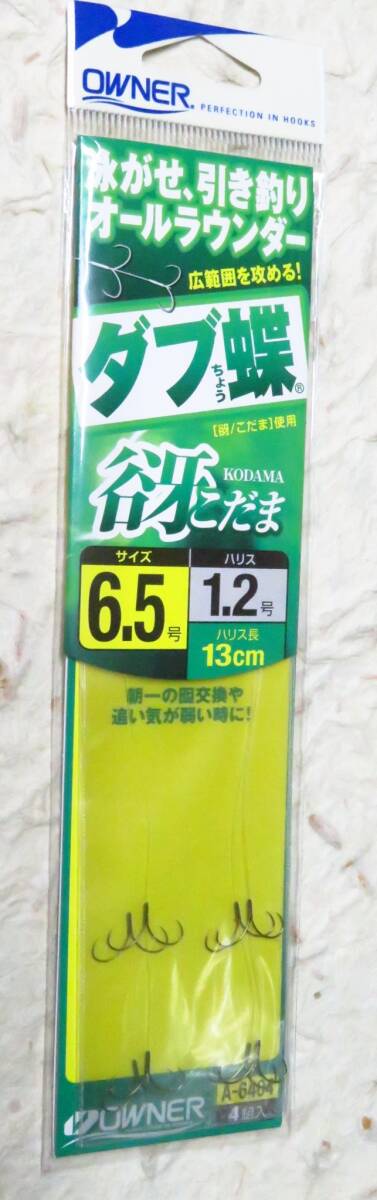 OWNER
PERFECTION IN HOOKS
泳がせ、引き釣り
オールラウンダー
広範囲を攻める!
ダブ蝶®
ちょう
[谺/こだま]使用
谺こだま
KODAMA
サイズ
6.5号
ハリス
1.2号
ハリス長
13cm
朝一の囮交換や
追い気が弱い時に!
A-6464
OWNER
4組入